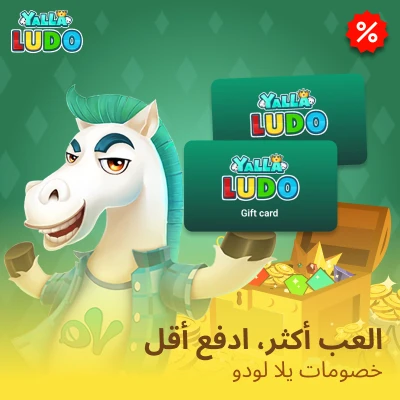 YALLA
LUDO
%
YALLA
LUDO
YALLA
LUDO
Gift card
العب أكثر، ادفع أقل
خصومات يلا لودو